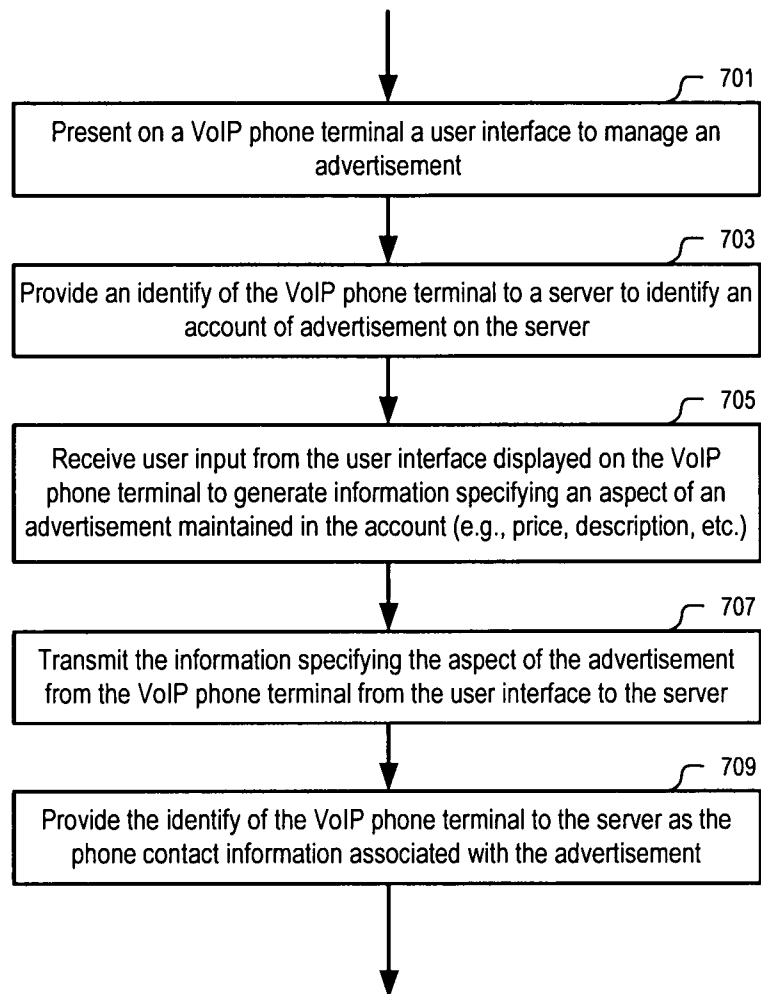 701
Present on a VoIP phone terminal a user interface to manage an
advertisement
703
Provide an identify of the VoIP phone terminal to a server to identify an
account of advertisement on the server
705
Receive user input from the user interface displayed on the VoIP
phone terminal to generate information specifying an aspect of an
advertisement maintained in the account (e.g., price, description, etc.)
707
Transmit the information specifying the aspect of the advertisement
from the VoIP phone terminal from the user interface to the server
709
Provide the identify of the VoIP phone terminal to the server as the
phone contact information associated with the advertisement